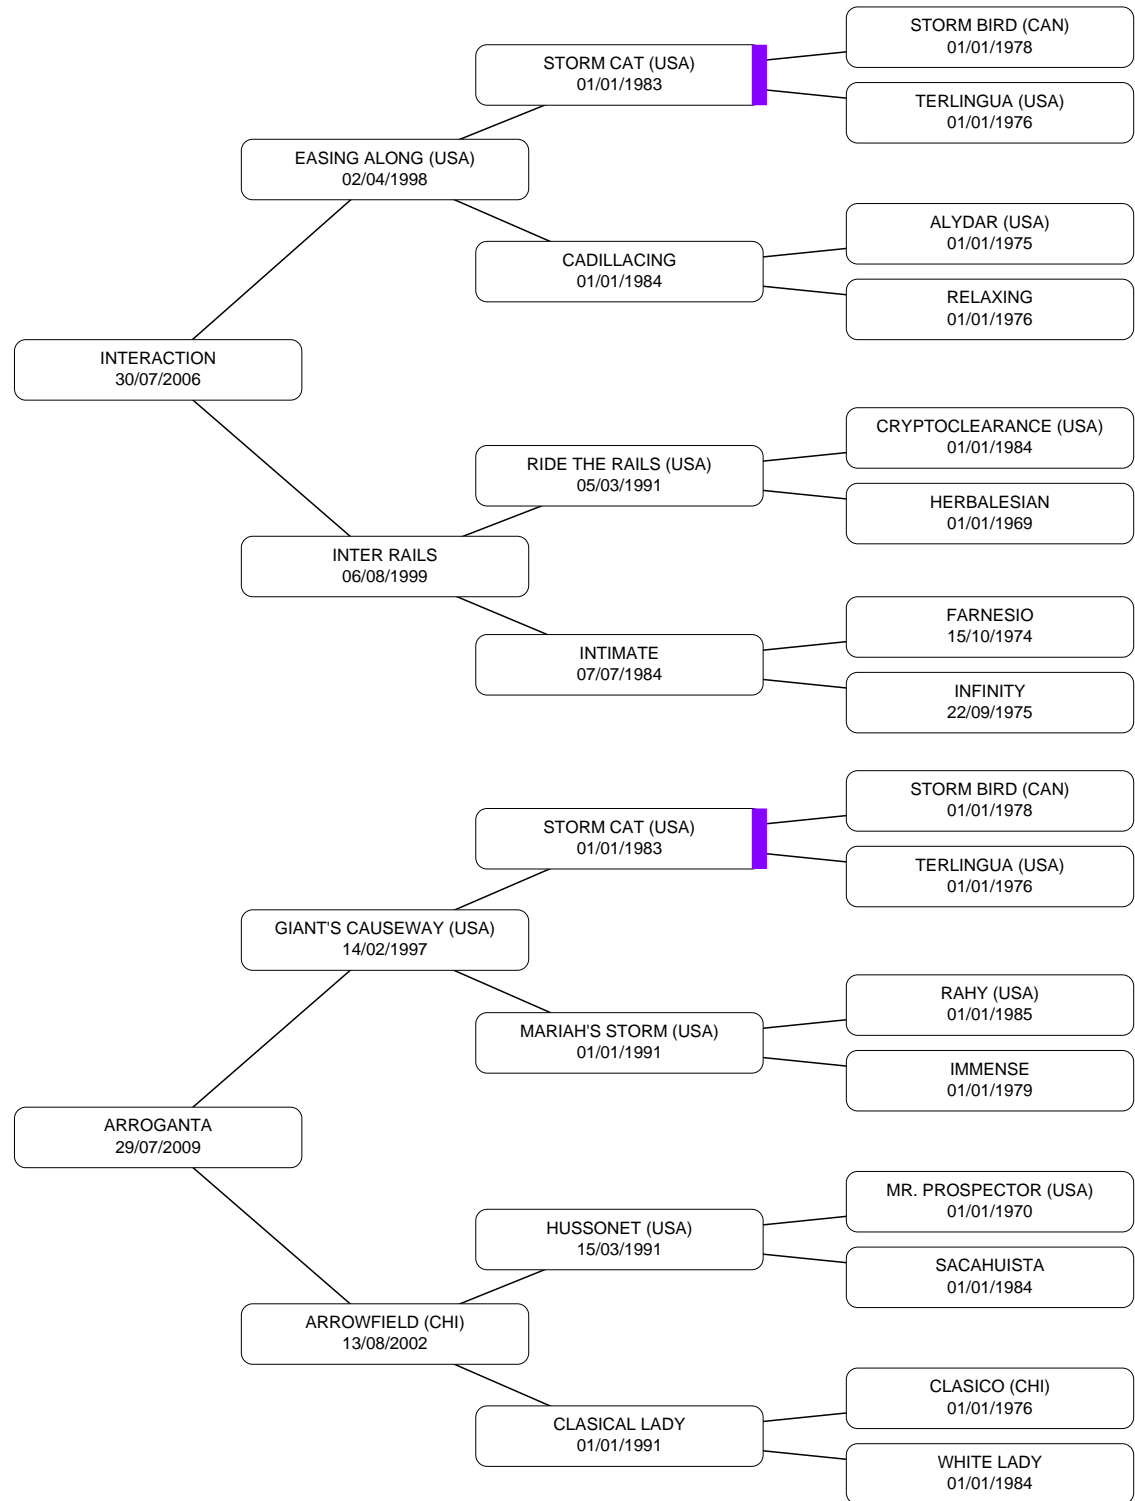 STORM BIRD (CAN)
01/01/1978
STORM CAT (USA)
01/01/1983
TERLINGUA (USA)
01/01/1976
EASING ALONG (USA)
02/04/1998
ALYDAR (USA)
01/01/1975
CADILLACING
01/01/1984
RELAXING
01/01/1976
INTERACTION
30/07/2006
CRYPTOCLEARANCE (USA)
01/01/1984
RIDE THE RAILS (USA)
05/03/1991
HERBALESIAN
01/01/1969
INTER RAILS
06/08/1999
FARNESIO
15/10/1974
INTIMATE
07/07/1984
INFINITY
22/09/1975
STORM BIRD (CAN)
01/01/1978
STORM CAT (USA)
01/01/1983
TERLINGUA (USA)
01/01/1976
GIANT'S CAUSEWAY (USA)
14/02/1997
RAHY (USA)
01/01/1985
MARIAH'S STORM (USA)
01/01/1991
IMMENSE
01/01/1979
ARROGANTA
29/07/2009
MR. PROSPECTOR (USA)
01/01/1970
HUSSONET (USA)
15/03/1991
SACAHUISTA
01/01/1984
ARROWFIELD (CHI)
13/08/2002
CLASICO (CHI)
01/01/1976
CLASICAL LADY
01/01/1991
WHITE LADY
01/01/1984